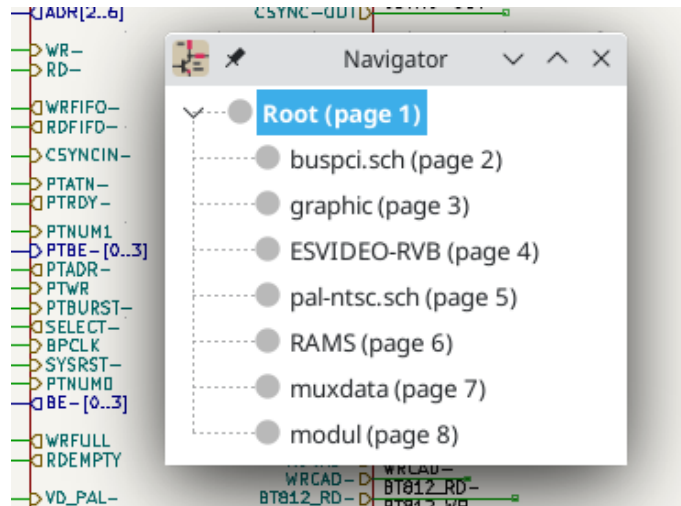 ADR[2..6]
CSYNC-OUT
WR-
RD-
WRFIFO-
RDFIFO-
CSYNCIN-
PTATN-
PTRDY-
PTNUM1
PTBE-[0..3]
PTADR-
PTWR
PTBURST-
SELECT-
BPCLK
SYSRST-
PTNUM0
BE-[0..3]
WRFULL
RDEMPTY
VD_PAL-
Navigator
Root (page 1)
buspci.sch (page 2)
graphic (page 3)
ESVIDEO-RVB (page 4)
pal-ntsc.sch (page 5)
RAMS (page 6)
muxdata (page 7)
modul (page 8)
WRCAD-
WRCAD-
BT812_RD-
BT812_RD-